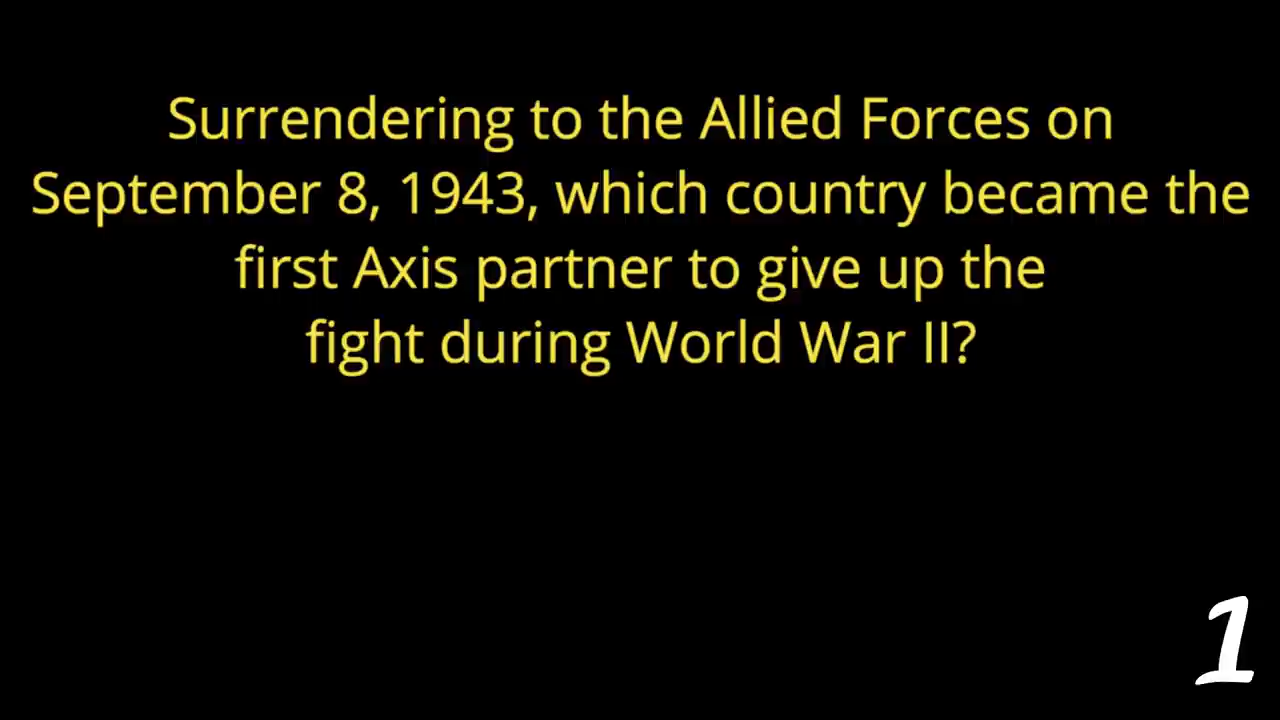 Surrendering to the Allied Forces on
September 8, 1943, which country became the
first Axis partner to give up the
fight during World War II?
1